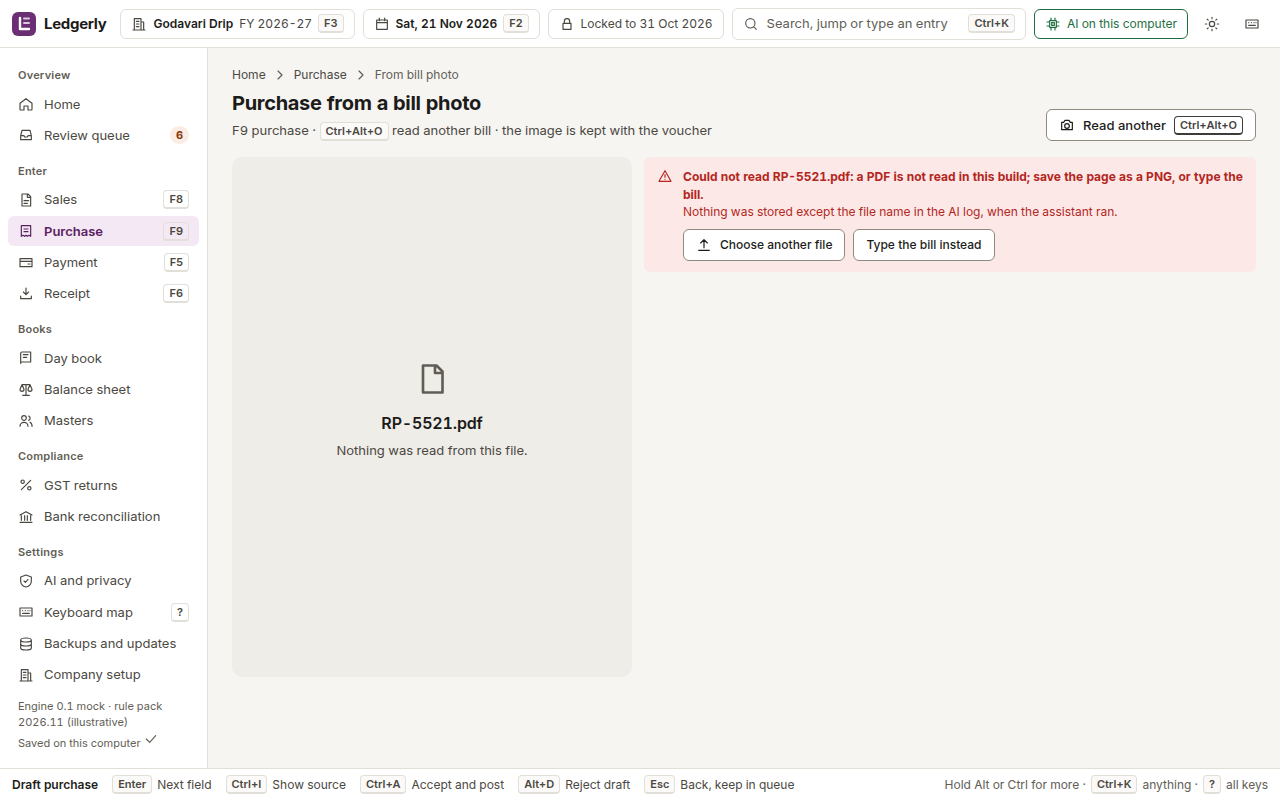 Ledgerly
Godavari Drip FY 2026-27 F3
Sat, 21 Nov 2026 F2
Locked to 31 Oct 2026
Search, jump or type an entry Ctrl+K
AI on this computer
Overview
Home
Review queue 6
Enter
Sales F8
Purchase F9
Payment F5
Receipt F6
Books
Day book
Balance sheet
Masters
Compliance
GST returns
Bank reconciliation
Settings
AI and privacy
Keyboard map ?
Backups and updates
Company setup
Engine 0.1 mock · rule pack
2026.11 (illustrative)
Saved on this computer
Home > Purchase > From bill photo
Purchase from a bill photo
F9 purchase · Ctrl+Alt+O read another bill · the image is kept with the voucher
Read another Ctrl+Alt+O
RP-5521.pdf
Nothing was read from this file.
Could not read RP-5521.pdf: a PDF is not read in this build; save the page as a PNG, or type the
bill.
Nothing was stored except the file name in the AI log, when the assistant ran.
Choose another file
Type the bill instead
Draft purchase Enter Next field Ctrl+I Show source Ctrl+A Accept and post Alt+D Reject draft Esc Back, keep in queue
Hold Alt or Ctrl for more · Ctrl+K anything · ? all keys